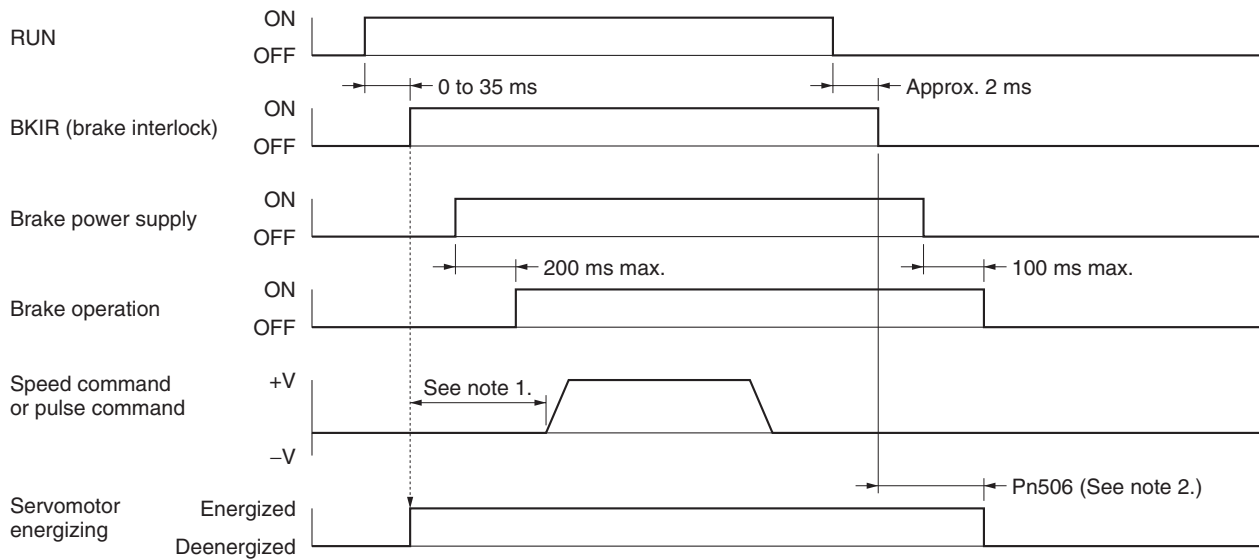 RUN
ON
OFF
0 to 35 ms
Approx. 2 ms
BKIR (brake interlock)
ON
OFF
Brake power supply
ON
OFF
200 ms max.
100 ms max.
Brake operation
ON
OFF
Speed command
or pulse command
+V
See note 1.
−V
Pn506 (See note 2.)
Servomotor
energizing
Energized
Deenergized